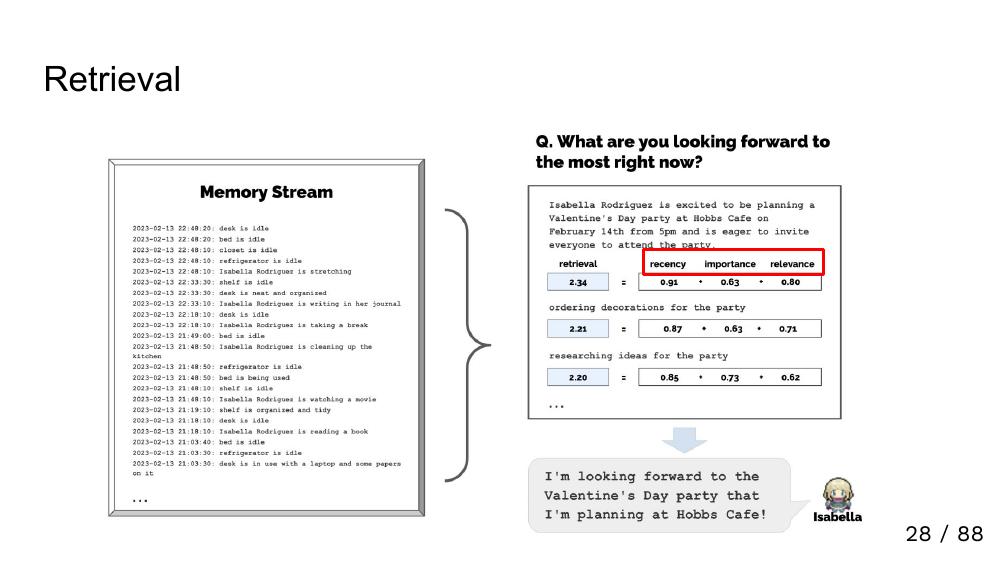 Retrieval
Memory Stream
2023-02-13 22:48:20: desk is idle
2023-02-13 22:48:20: bed is idle
2023-02-13 22:48:10: closet is idle
2023-02-13 22:48:10: refrigerator is idle
2023-02-13 22:48:10: Isabella Rodriguez is stretching
2023-02-13 22:33:30: shelf is idle
2023-02-13 22:33:30: desk is neat and organized
2023-02-13 22:33:10: Isabella Rodriguez is writing in her journal
2023-02-13 22:18:10: desk is idle
2023-02-13 22:18:10: Isabella Rodriguez is taking a break
2023-02-13 21:49:00: bed is idle
2023-02-13 21:48:50: Isabella Rodriguez is cleaning up the
kitchen
2023-02-13 21:48:50: refrigerator is idle
2023-02-13 21:48:50: bed is being used
2023-02-13 21:48:10: shelf is idle
2023-02-13 21:48:10: Isabella Rodriguez is watching a movie
2023-02-13 21:19:10: shelf is organized and tidy
2023-02-13 21:18:10: desk is idle
2023-02-13 21:18:10: Isabella Rodriguez is reading a book
2023-02-13 21:03:40: bed is idle
2023-02-13 21:03:30: refrigerator is idle
2023-02-13 21:03:30: desk is in use with a laptop and some papers
on it
...
Q. What are you looking forward to
the most right now?
Isabella Rodriguez is excited to be planning a
Valentine's Day party at Hobbs Cafe on
February 14th from 5pm and is eager to invite
everyone to attend the party.
retrieval recency importance relevance
2.34 = 0.91 + 0.63 + 0.80
ordering decorations for the party
2.21 = 0.87 + 0.63 + 0.71
researching ideas for the party
2.20 = 0.85 + 0.73 + 0.62
...
I'm looking forward to the
Valentine's Day party that
I'm planning at Hobbs Cafe!
Isabella
28 / 88